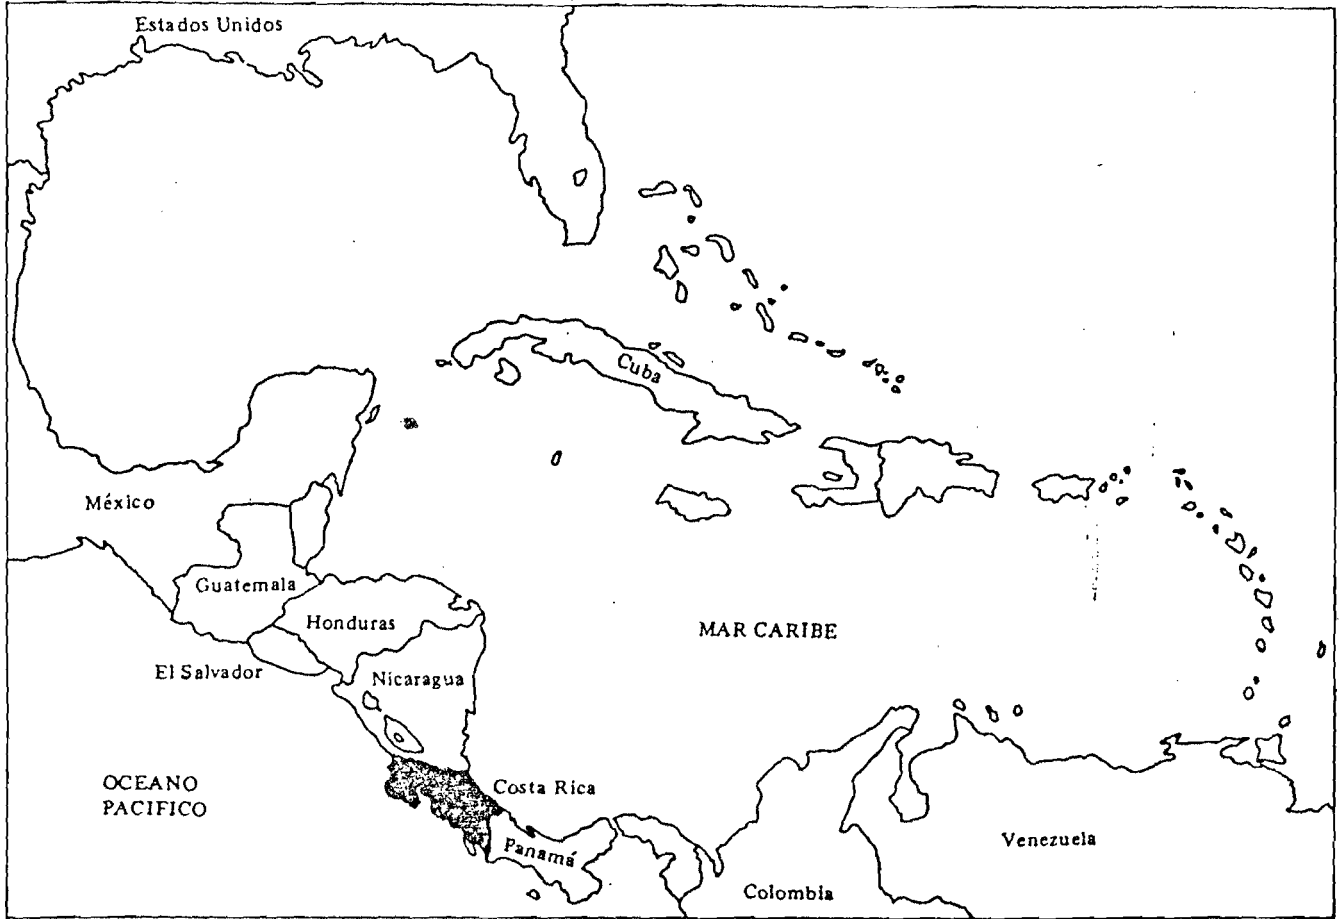 Estados Unidos
Cuba
México
Guatemala
Honduras
MAR CARIBE
El Salvador
Nicaragua
OCEANO
PACIFICO
Costa Rica
Panamá
Venezuela
Colombia